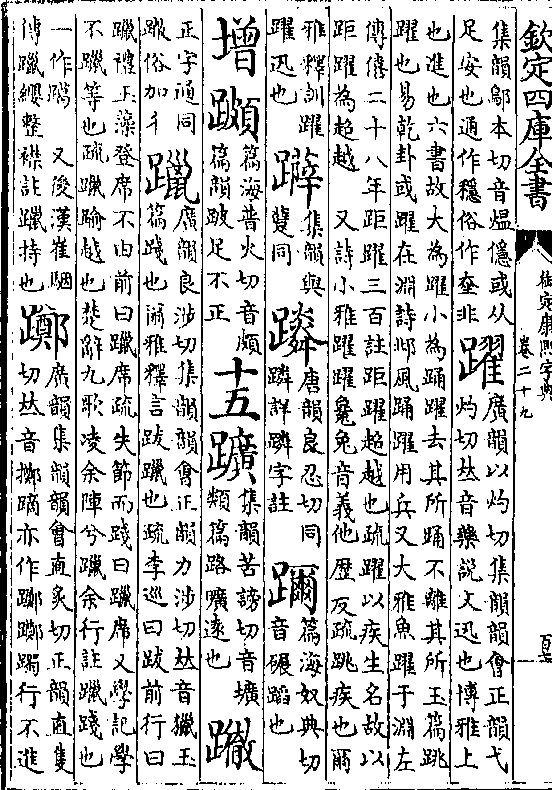 欽定四庫全書
御定康熙字典
卷二十九
集韻鄔本切音熅㒚或从
足安也通作穩俗作𡌶非
躍
廣韻以灼切集韻韻會正韻弋
灼切𠀤音藥說文迅也博雅上
也進也六書故大為躍小為踊躍去其所踊不離其所玉篇跳
躍也易乾卦或躍在淵詩邶風踊躍用兵又大雅魚躍于淵左
傳僖二十八年距躍三百註距躍超越也疏躍以疾生名故以
距躍為超越 又詩小雅躍躍毚兔音義他歷反疏跳疾也爾
雅釋訓躍
躍迅也
躃
集韻與
躄同
躪
唐韻良忍切同
蹸詳蹸字註
躎
篇海奴典切
音碾蹈也
增
𨇩
篇海普火切音頗
篇韻跛足不正
十五
𨇨
集韻苦謗切音壙
類篇路曠遠也
𨇾
正字通同
蹤俗加千
躐
廣韻良涉切集韻韻會正韻力涉切𠀤音獵玉
篇踐也爾雅釋言跋躐也疏李巡曰跋前行曰
躐禮玉藻登席不由前曰躐席疏失節而踐曰躐席又學記學
不躐等也疏躐踰越也楚辭九歌凌余陣兮躐余行註躐踐也
一作𨄔 又後漢崔駰
傳躐纓整襟註躐持也
躑
廣韻集韻韻會直炙切正韻直隻
切𠀤音擲蹢亦作躑躑躅行不進